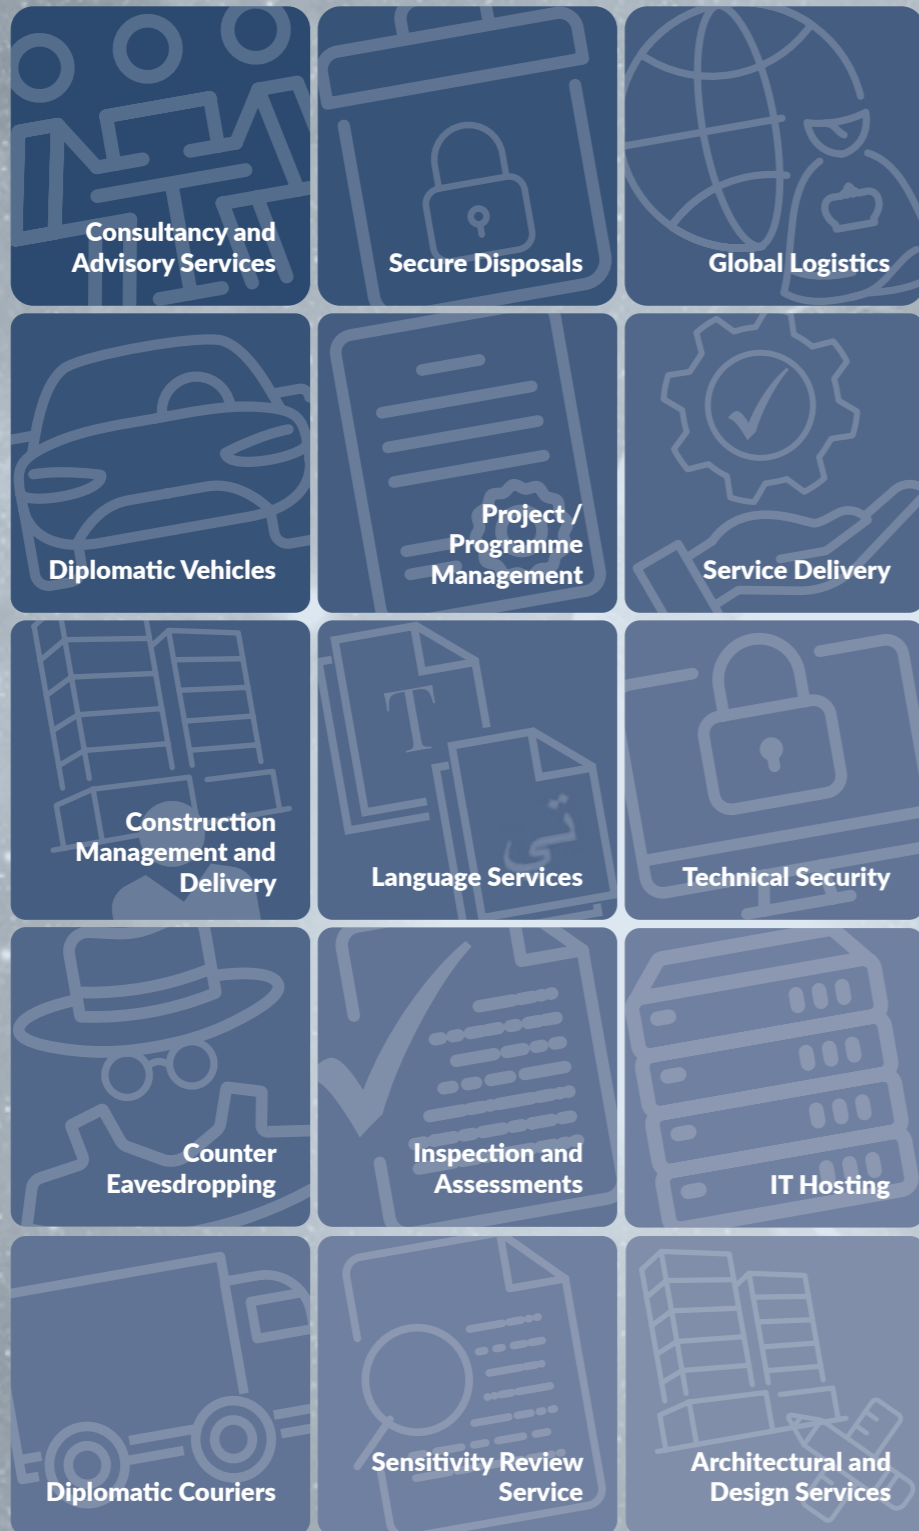 Consultancy and
Advisory Services
Secure Disposals
Global Logistics
Diplomatic Vehicles
Project /
Programme
Management
Service Delivery
Construction
Management and
Delivery
T
تي
Language Services
Technical Security
Counter
Eavesdropping
Inspection and
Assessments
IT Hosting
Diplomatic Couriers
Sensitivity Review
Service
Architectural and
Design Services